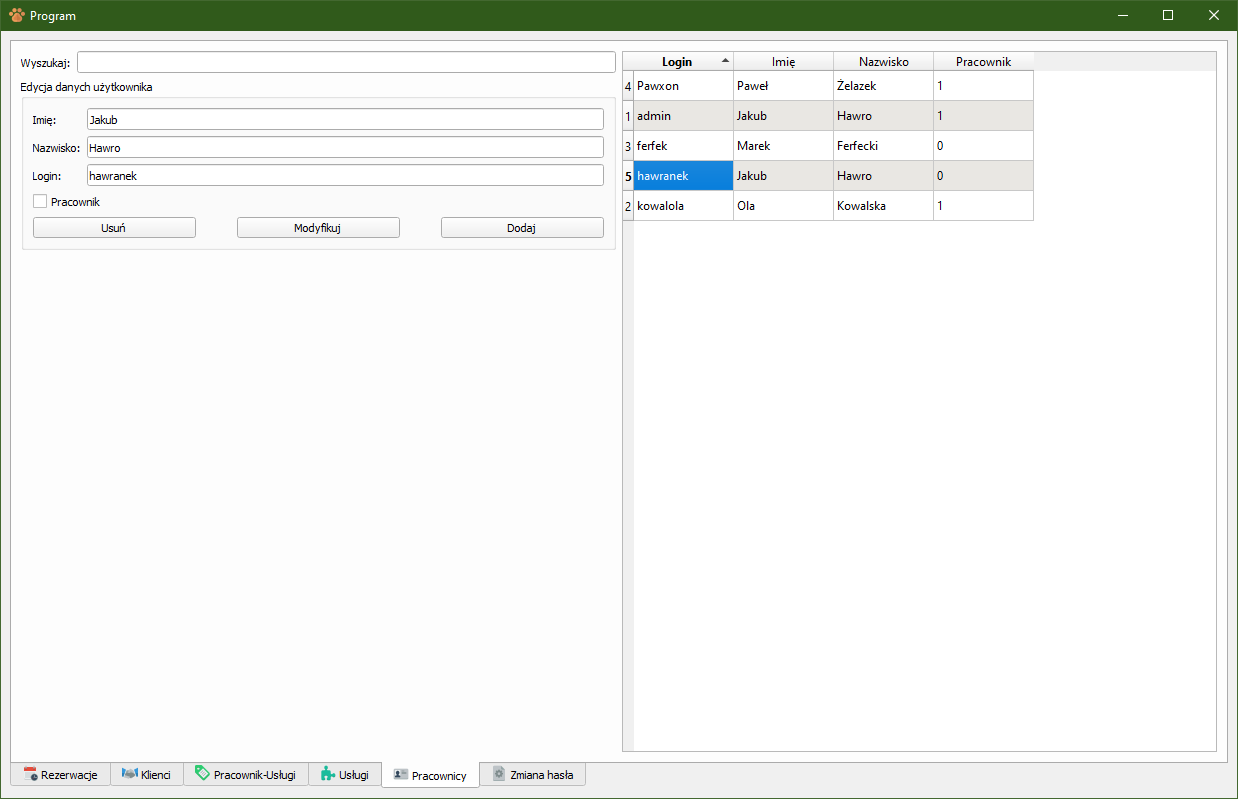 Program
Wyszukaj:
Edycja danych użytkownika
Imię: Jakub
Nazwisko: Hawro
Login: hawranek
Pracownik
Usuń Modyfikuj Dodaj
Login Imię Nazwisko Pracownik
4 Pawxon Paweł Żelazek 1
1 admin Jakub Hawro 1
3 ferfek Marek Ferfecki 0
5 hawranek Jakub Hawro 0
2 kowalola Ola Kowalska 1
Rezerwacje Klienci Pracownik-Usługi Usługi Pracownicy Zmiana hasła